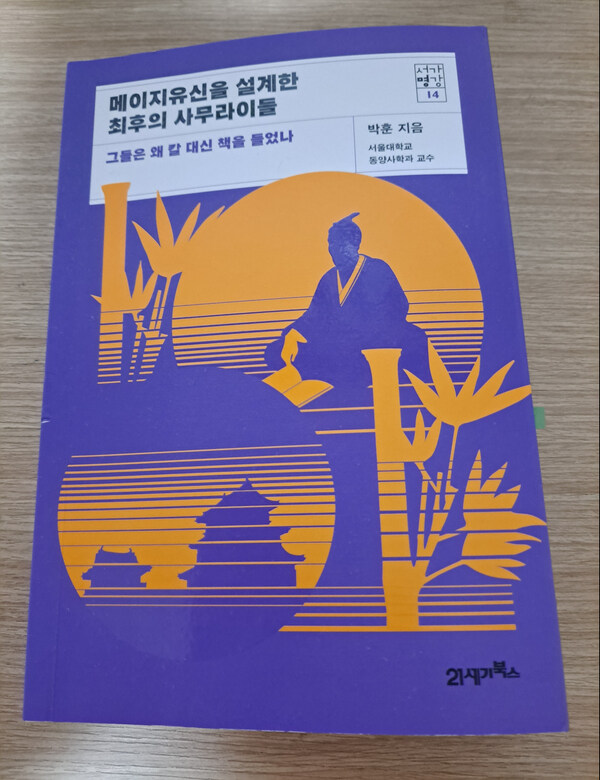 메이지유신을 설계한
최후의 사무라이들
그들은 왜 칼 대신 책을 들었나
서가
명강
14
박훈 지음
서울대학교
동양사학과 교수
21세기북스